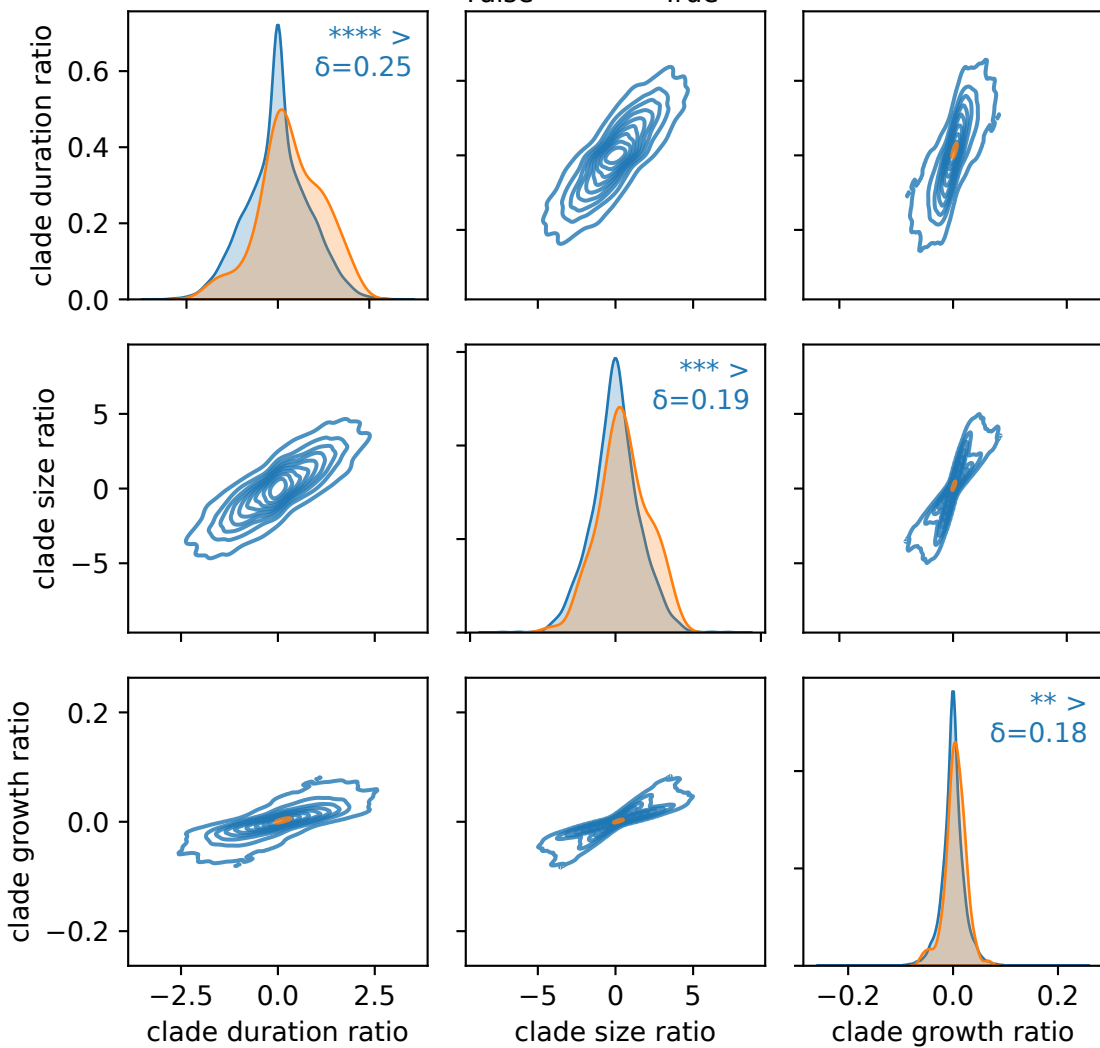 clade duration ratio
0.6
0.4
0.2
0.0
**** >
δ=0.25
clade size ratio
5
0
−5
*** >
δ=0.19
clade growth ratio
0.2
0.0
−0.2
** >
δ=0.18
−2.5 0.0 2.5
−5 0 5
−0.2 0.0 0.2
clade duration ratio
clade size ratio
clade growth ratio